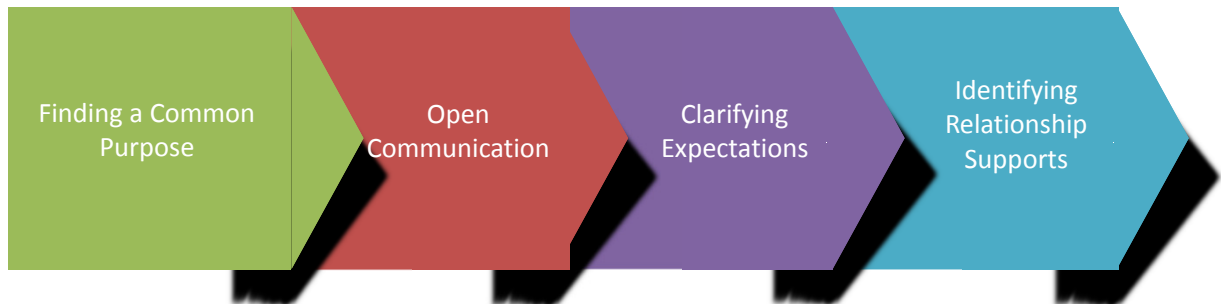 Finding a Common
Purpose
Open
Communication
Clarifying
Expectations
Identifying
Relationship
Supports